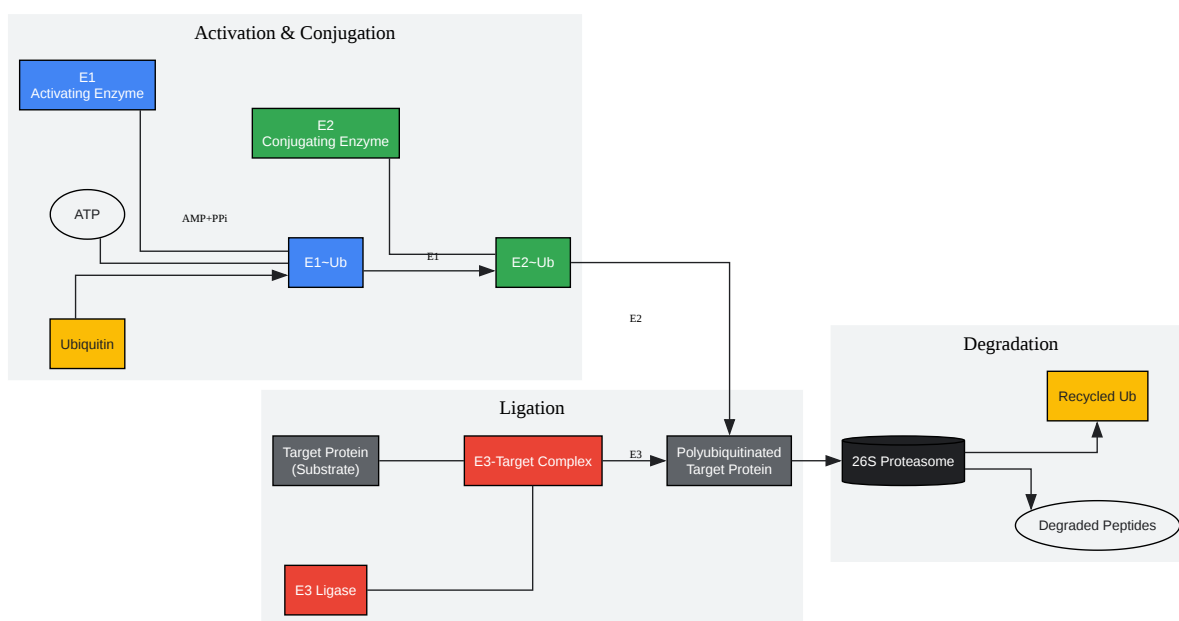 Activation & Conjugation
E1
Activating Enzyme
E2
Conjugating Enzyme
ATP
AMP+PPi
E1~Ub
E1
E2~Ub
Ubiquitin
E2
Ligation
Target Protein
(Substrate)
E3-Target Complex
E3
Polyubiquitinated
Target Protein
E3 Ligase
Degradation
Recycled Ub
26S Proteasome
Degraded Peptides